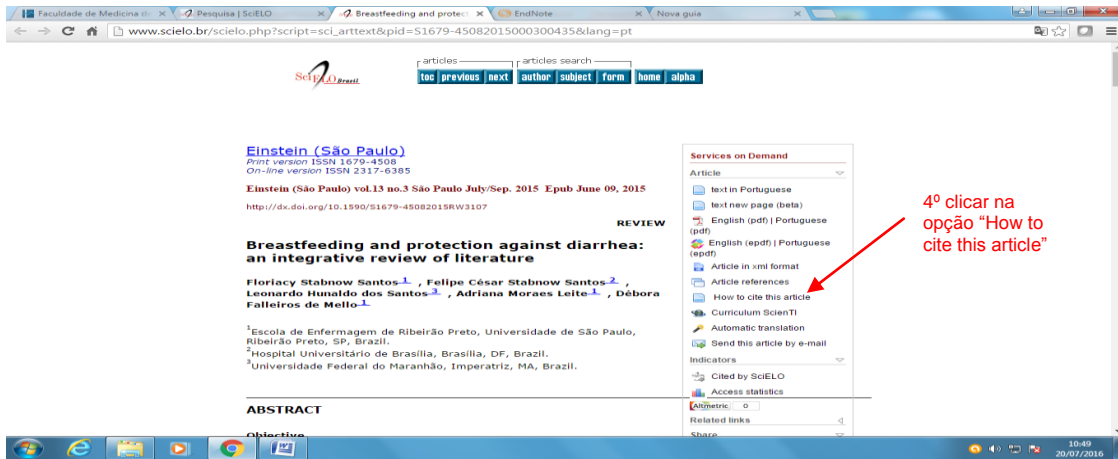 Faculdade de Medicina d
Pesquisa | SciELO
Breastfeeding and protect
EndNote
Nova guia
www.scielo.br/scielo.php?script=sci_arttext&pid=S1679-45082015000300435&lang=pt
SciELO Brasil
articles
articles search
toc previous next author subject form home alpha
Einstein (São Paulo)
Print version ISSN 1679-4508
On-line version ISSN 2317-6385
Einstein (São Paulo) vol.13 no.3 São Paulo July/Sep. 2015 Epub June 09, 2015
http://dx.doi.org/10.1590/S1679-45082015RW3107
REVIEW
Breastfeeding and protection against diarrhea:
an integrative review of literature
Floriacy Stabnow Santos 1 , Felipe César Stabnow Santos 2 ,
Leonardo Hunaldo dos Santos 3 , Adriana Moraes Leite 1 , Débora
Falleiros de Mello 1
1Escola de Enfermagem de Ribeirão Preto, Universidade de São Paulo,
Ribeirão Preto, SP, Brazil.
2Hospital Universitário de Brasília, Brasília, DF, Brazil.
3Universidade Federal do Maranhão, Imperatriz, MA, Brazil.
ABSTRACT
Objective
Services on Demand
Article
text in Portuguese
text new page (beta)
English (pdf) | Portuguese
(pdf)
English (epdf) | Portuguese
(epdf)
Article in xml format
Article references
How to cite this article
Curriculum ScienTI
Automatic translation
Send this article by e-mail
Indicators
Cited by SciELO
Access statistics
Altmetric 0
Related links
Share
4º clicar na
opção “How to
cite this article”
10:49
20/07/2016